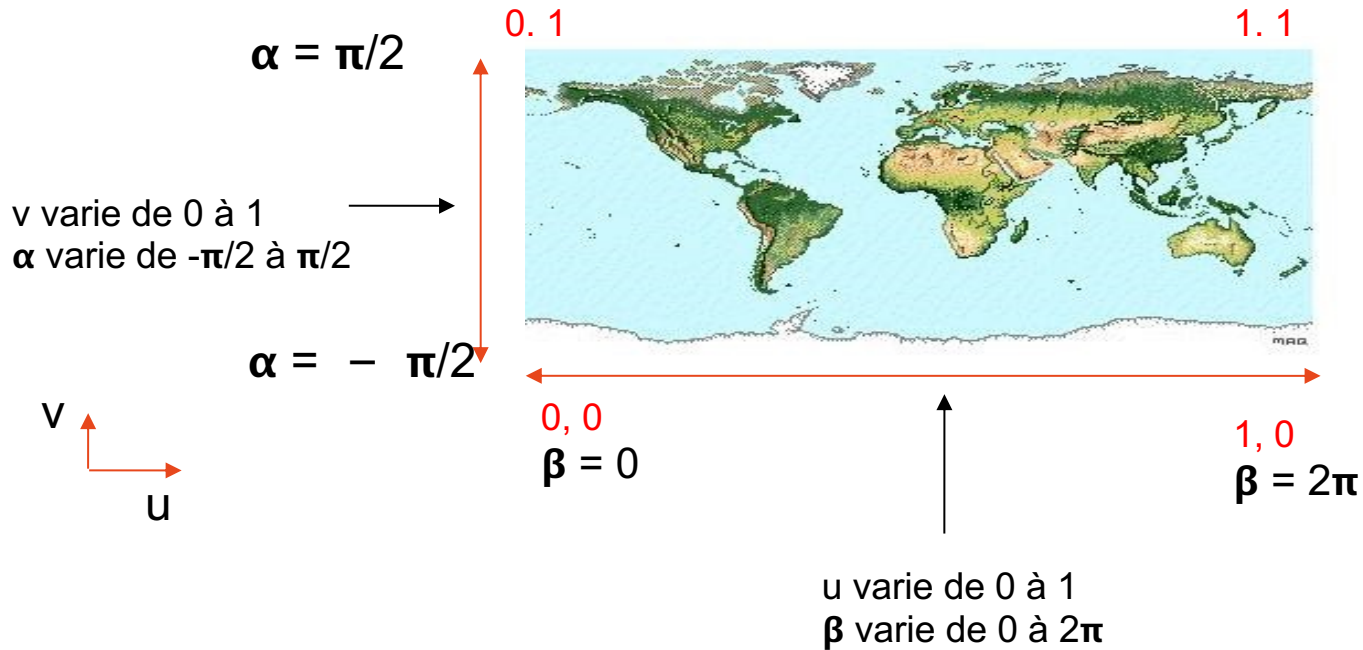 0. 1
1. 1
α = π/2
v varie de 0 à 1
α varie de -π/2 à π/2
α = – π/2
MAQ
v
u
0, 0
β = 0
1, 0
β = 2π
u varie de 0 à 1
β varie de 0 à 2π